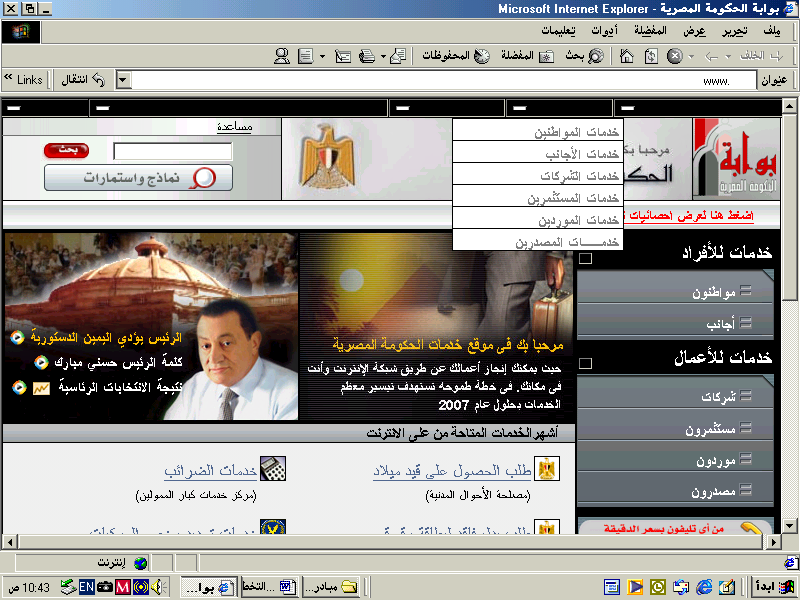 بوابة الحكومة المصرية - Microsoft Internet Explorer
ملف تحرير عرض المفضلة أدوات تعليمات
الخلف بحث المفضلة المحفوظات
عنوان www. انتقال Links
مساعدة
بحث
نماذج واستمارات
خدمات المواطنين
خدمات الأجانب
خدمات الشركات
خدمات المستثمرين
خدمات الموردين
خدمــــات المصدرين
مرحبا بك
الحك
بوابة
الحكومة المصرية
اضغط هنا لعرض احصائيات
خدمات للأفراد
مواطنون
أجانب
خدمات للأعمال
شركات
مستثمرون
موردون
مصدرون
من أي تليفون بسعر الدقيقة
مرحبا بك فى موقع خدمات الحكومة المصرية
حيث يمكنك إنجاز أعمالك عن طريق شبكة الإنترنت وأنت
فى مكانك. فى خطة طموحه تستهدف تيسير معظم
الخدمات بحلول عام 2007
الرئيس يؤدي اليمين الدستورية
كلمة الرئيس حسني مبارك
نتيجة الانتخابات الرئاسية
أشهر الخدمات المتاحة من على الانترنت
طلب الحصول على قيد ميلاد
(مصلحة الأحوال المدنية)
خدمات الضرائب
(مركز خدمات كبار الممولين)
إنترنت
ابدأ
مبادر...
التخط...
بوا...
EN
10:43 ص